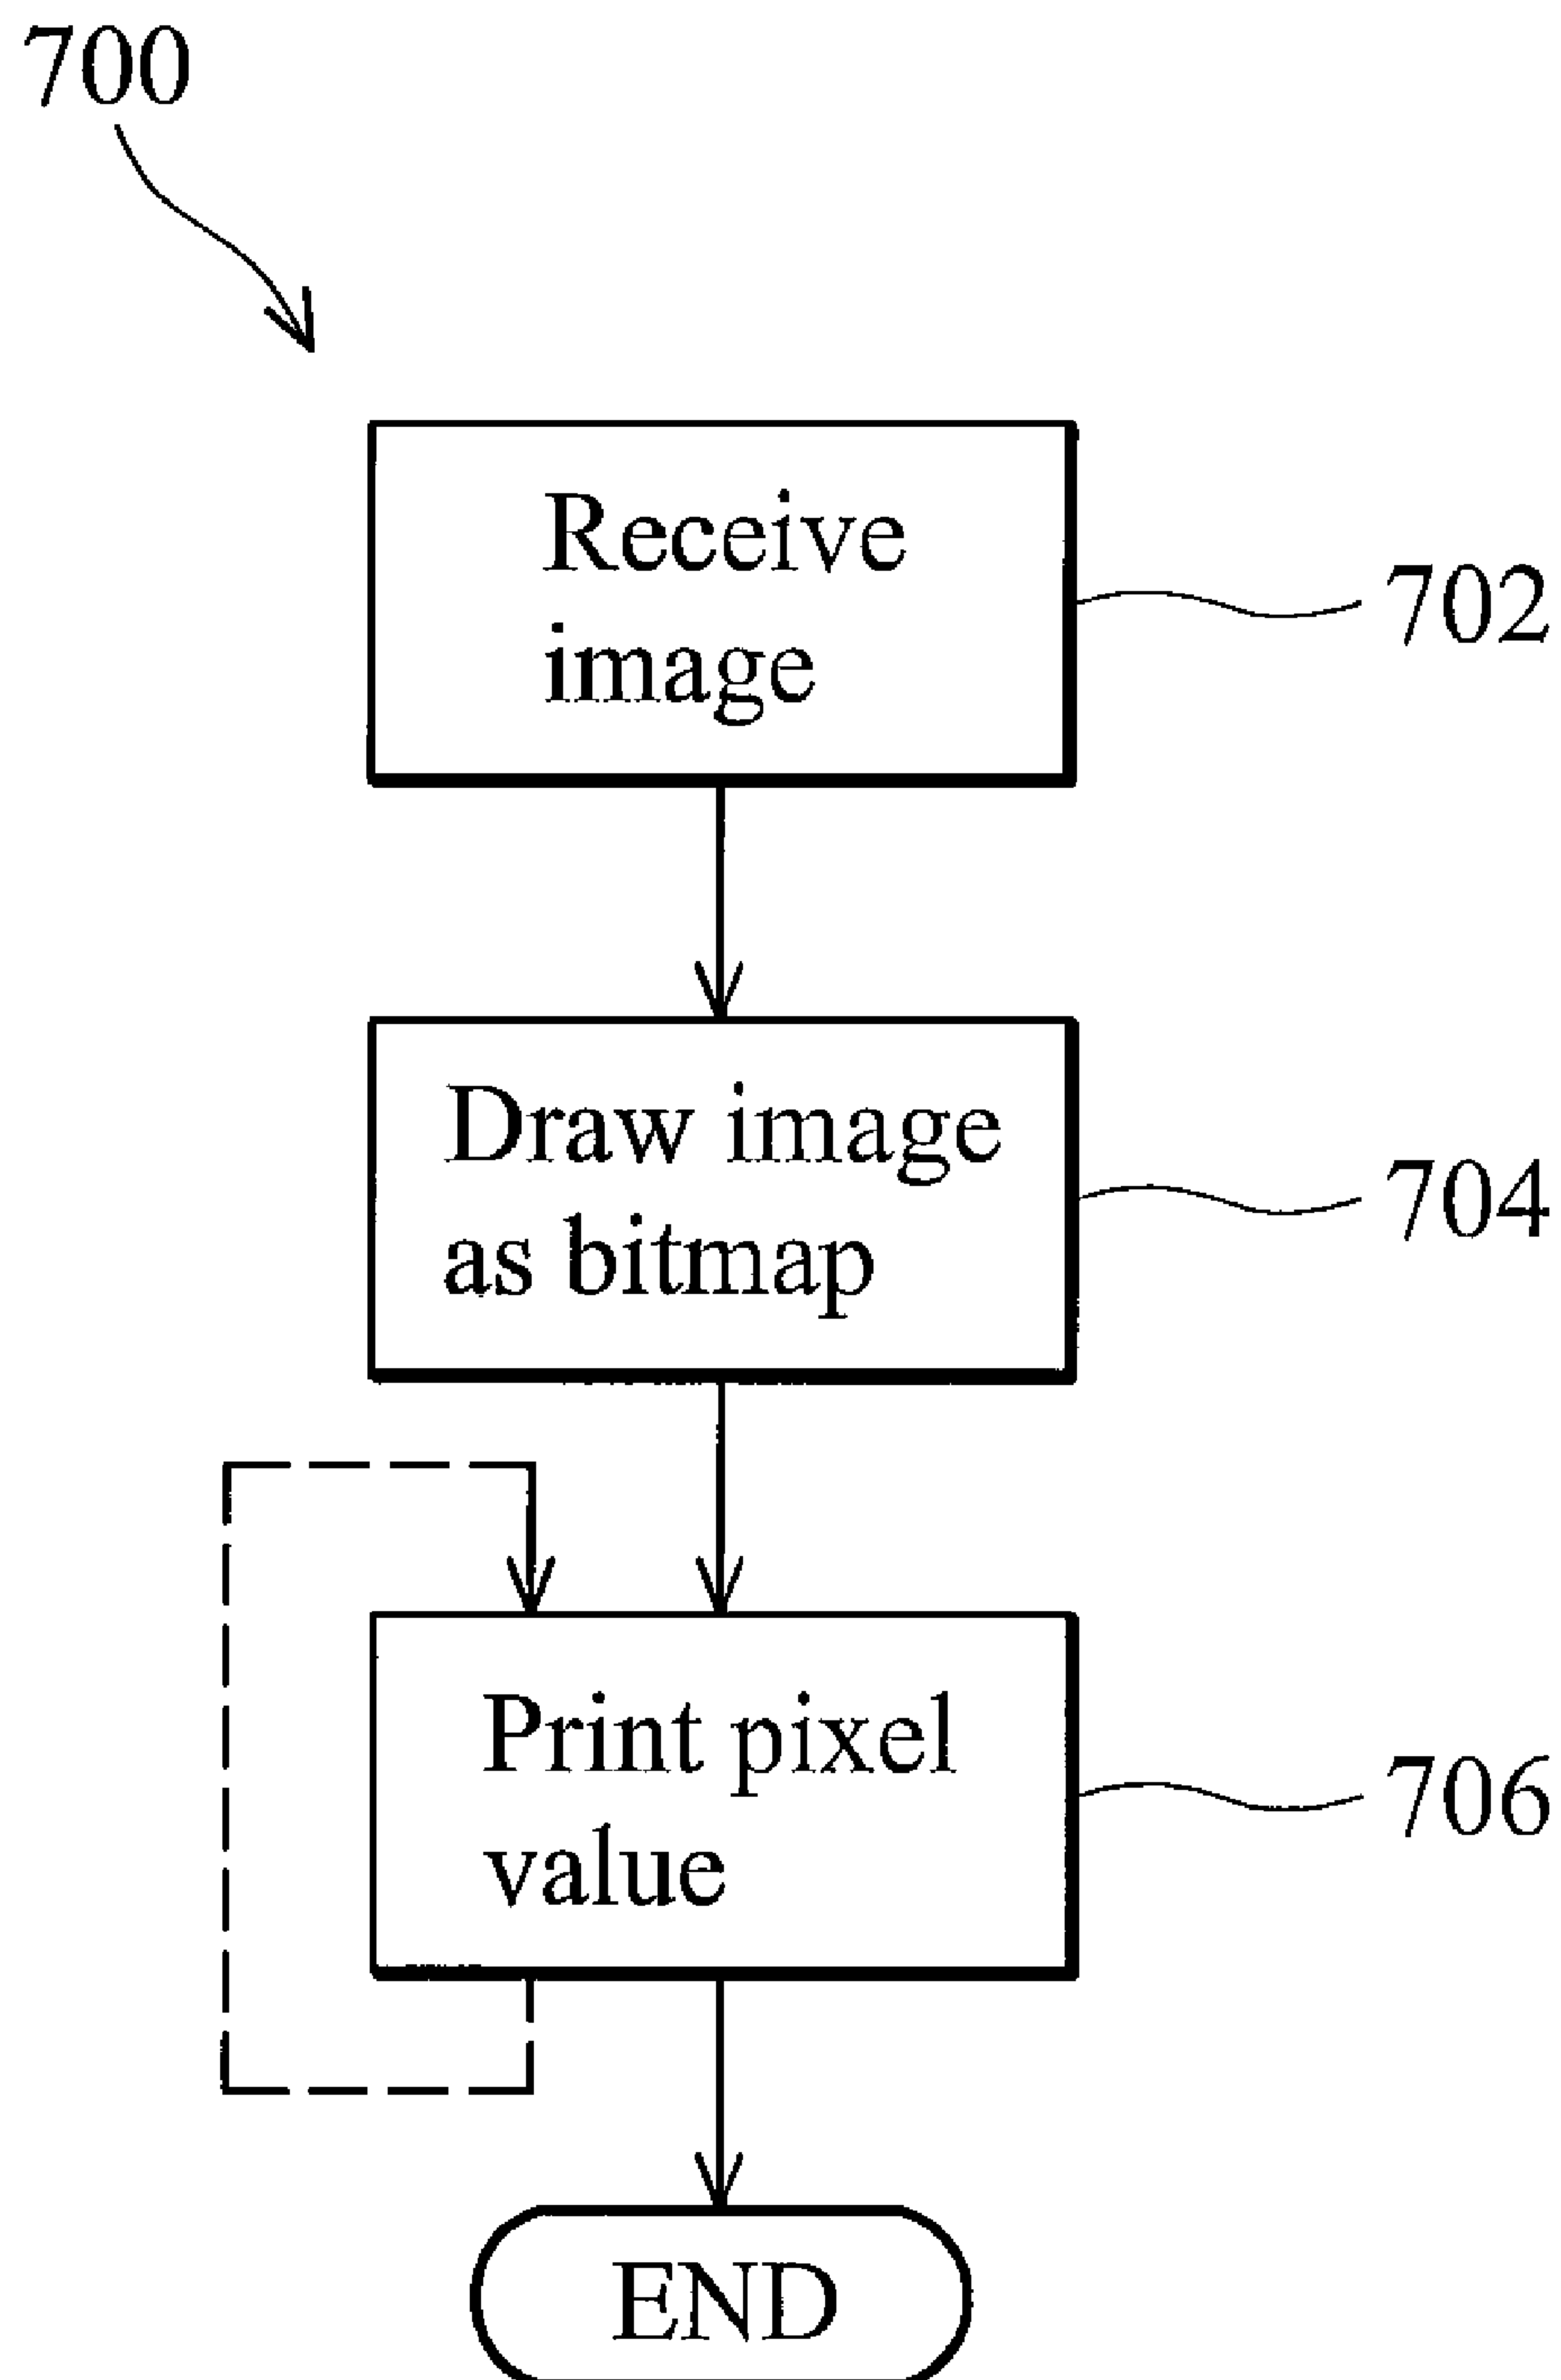 700
Receive
image
702
Draw image
as bitmap
704
Print pixel
value
706
END